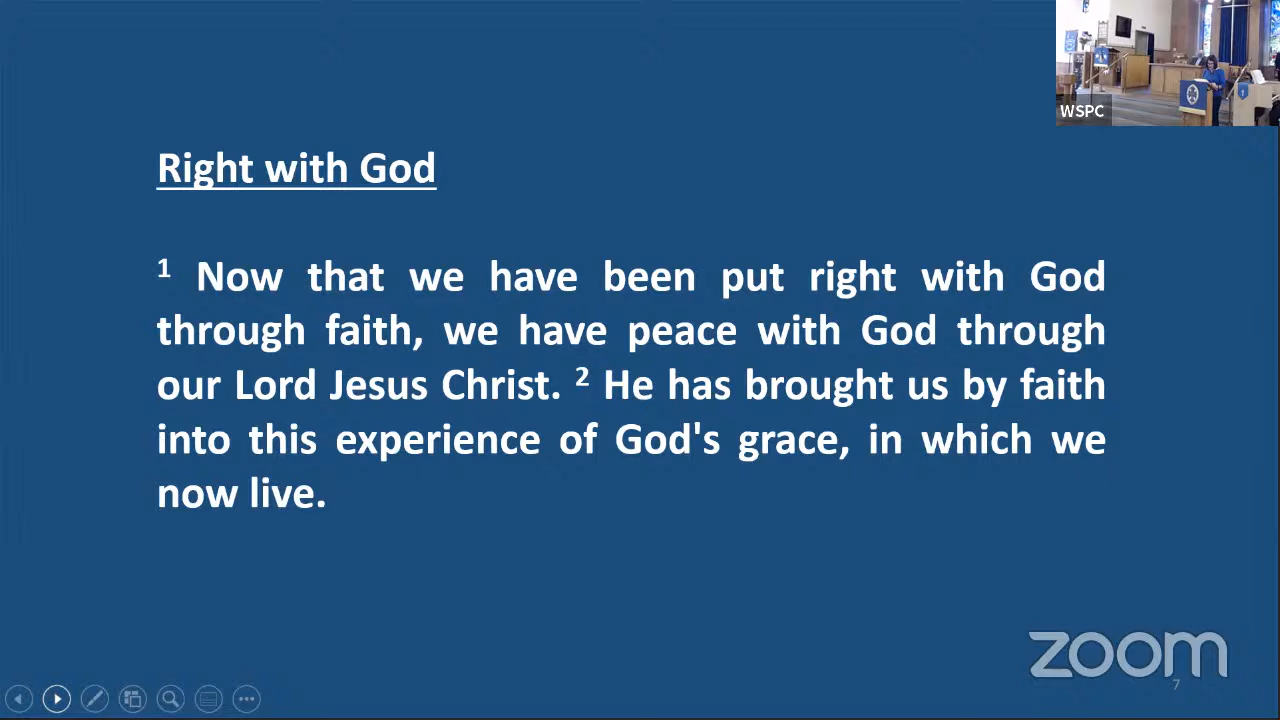 WSPC
Right with God
1 Now that we have been put right with God
through faith, we have peace with God through
our Lord Jesus Christ. 2 He has brought us by faith
into this experience of God's grace, in which we
now live.
zoom
7